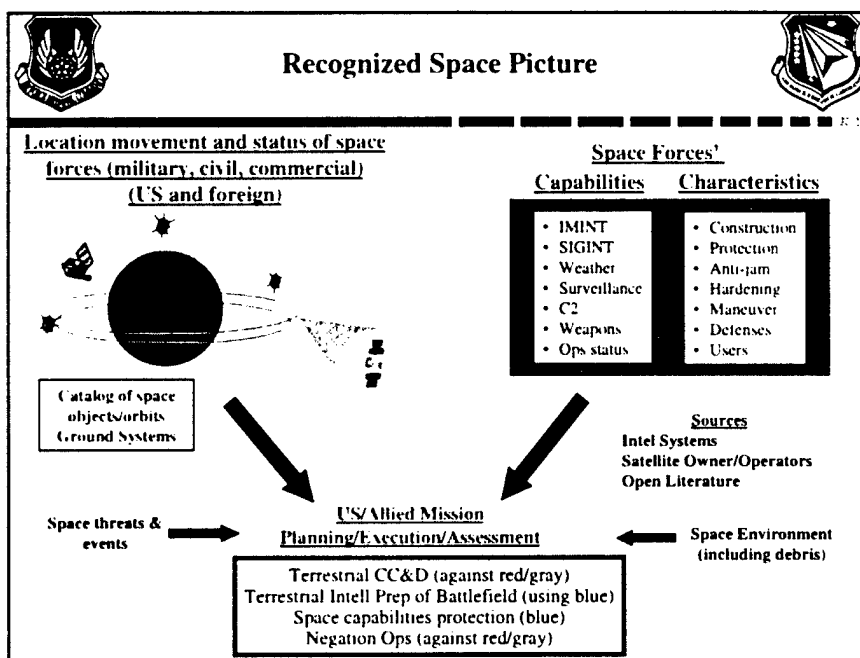 Recognized Space Picture
Location movement and status of space
forces (military, civil, commercial)
(US and foreign)
Catalog of space
objects/orbits
Ground Systems
Space Forces'
Capabilities
• IMINT
• SIGINT
• Weather
• Surveillance
• C2
• Weapons
• Ops status
Characteristics
• Construction
• Protection
• Anti-jam
• Hardening
• Maneuver
• Defenses
• Users
Sources
Intel Systems
Satellite Owner/Operators
Open Literature
Space threats &
events
US/Allied Mission
Planning/Execution/Assessment
Space Environment
(including debris)
Terrestrial CC&D (against red/gray)
Terrestrial Intell Prep of Battlefield (using blue)
Space capabilities protection (blue)
Negation Ops (against red/gray)